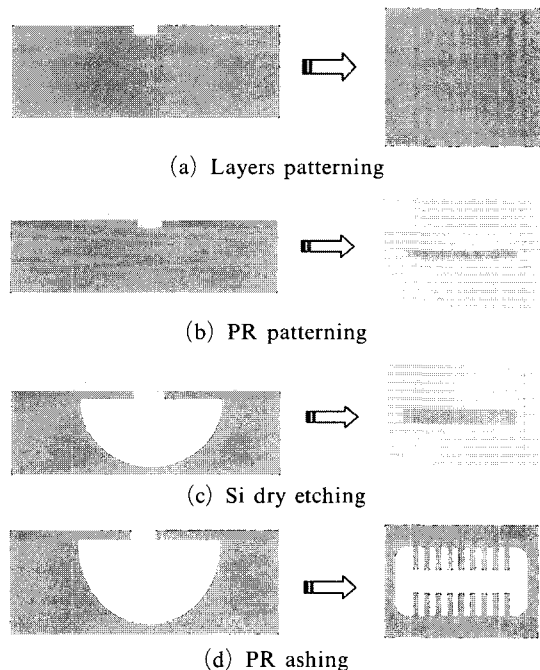 (a) Layers patterning
(b) PR patterning
(c) Si dry etching
(d) PR ashing